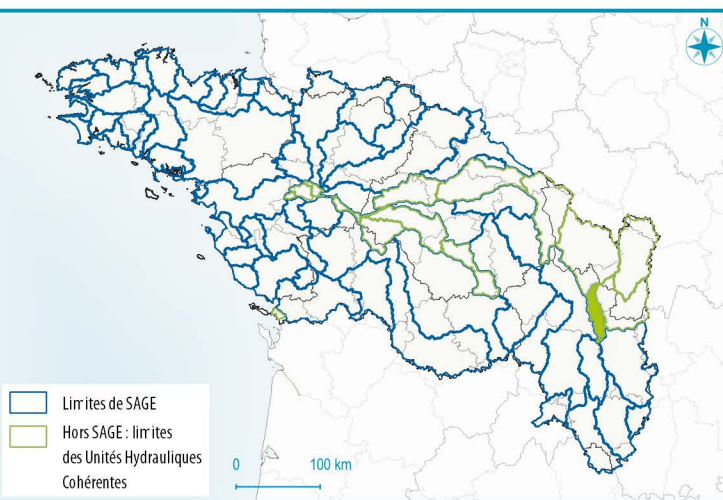 N
Limites de SAGE
Hors SAGE : limites
des Unités Hydrauliques
Cohérentes
0 100 km